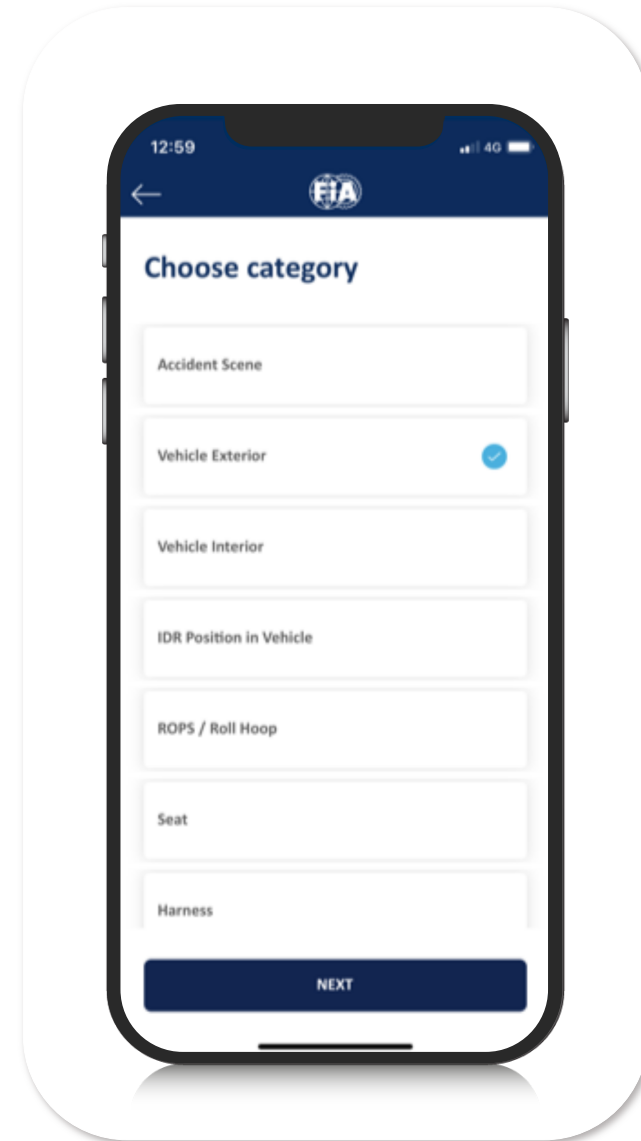 12:59
4G
FiA
Choose category
Accident Scene
Vehicle Exterior
Vehicle Interior
IDR Position in Vehicle
ROPS / Roll Hoop
Seat
Harness
NEXT